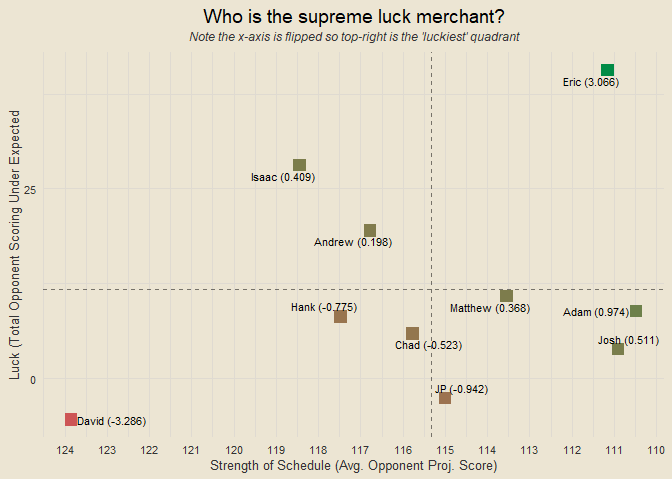 Who is the supreme luck merchant?
Note the x-axis is flipped so top-right is the 'luckiest' quadrant
Eric (3.066)
Isaac (0.409)
Andrew (0.198)
Hank (-0.775)
Matthew (0.368)
Adam (0.974)
Chad (-0.523)
Josh (0.511)
JP (-0.942)
David (-3.286)
25
0
Luck (Total Opponent Scoring Under Expected
124 123 122 121 120 119 118 117 116 115 114 113 112 111 110
Strength of Schedule (Avg. Opponent Proj. Score)